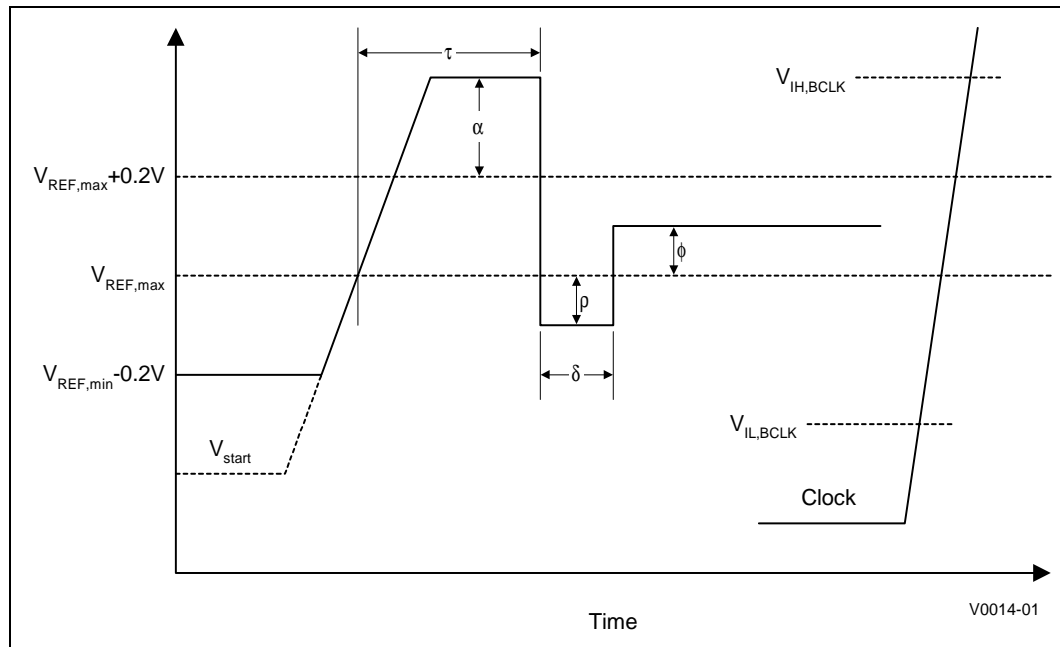 τ
V_IH,BCLK
α
V_REF,max+0.2V
ϕ
V_REF,max
ρ
V_REF,min-0.2V
δ
V_IL,BCLK
V_start
Clock
V0014-01
Time